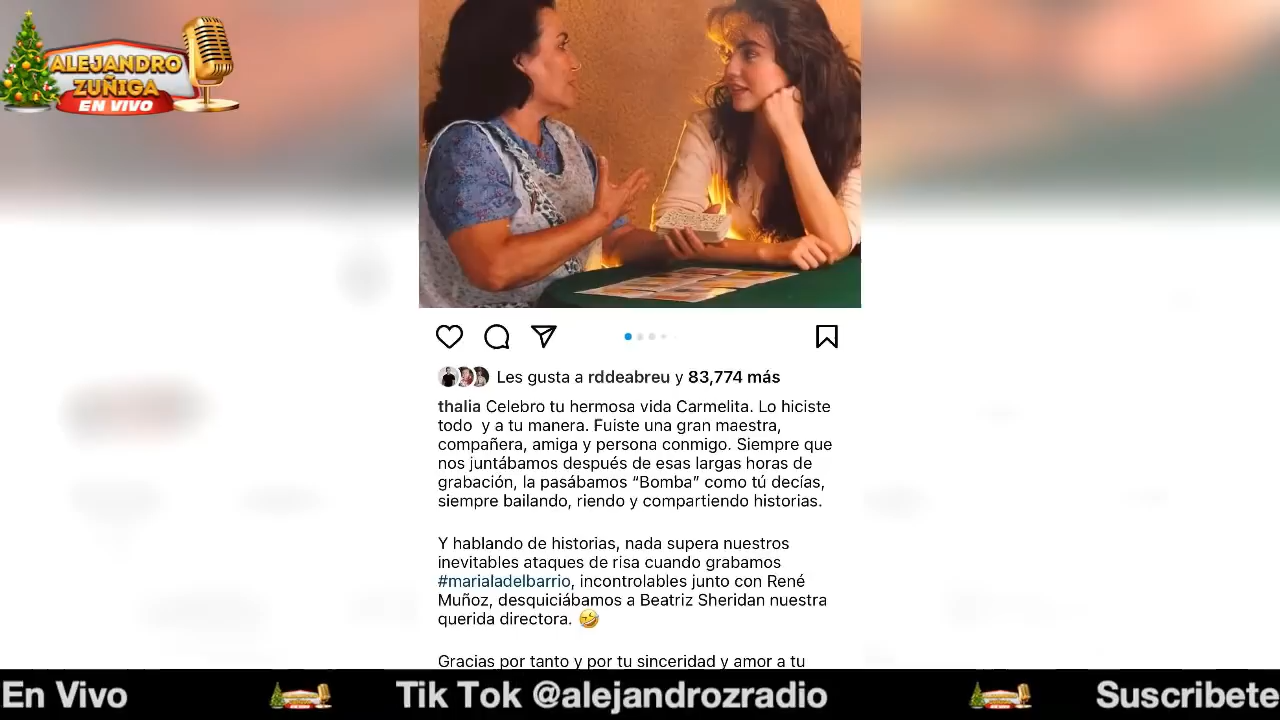 ALEJANDRO
ZUÑIGA
EN VIVO
Les gusta a rddeabreu y 83,774 más
thalia Celebro tu hermosa vida Carmelita. Lo hiciste
todo y a tu manera. Fuiste una gran maestra,
compañera, amiga y persona conmigo. Siempre que
nos juntábamos después de esas largas horas de
grabación, la pasábamos “Bomba” como tú decías,
siempre bailando, riendo y compartiendo historias.
Y hablando de historias, nada supera nuestros
inevitables ataques de risa cuando grabamos
#marialadelbarrio, incontrolables junto con René
Muñoz, desquiciábamos a Beatriz Sheridan nuestra
querida directora. 🤣
Gracias por tanto y por tu sinceridad y amor a tu
En Vivo Tik Tok @alejandrozradio Suscribete